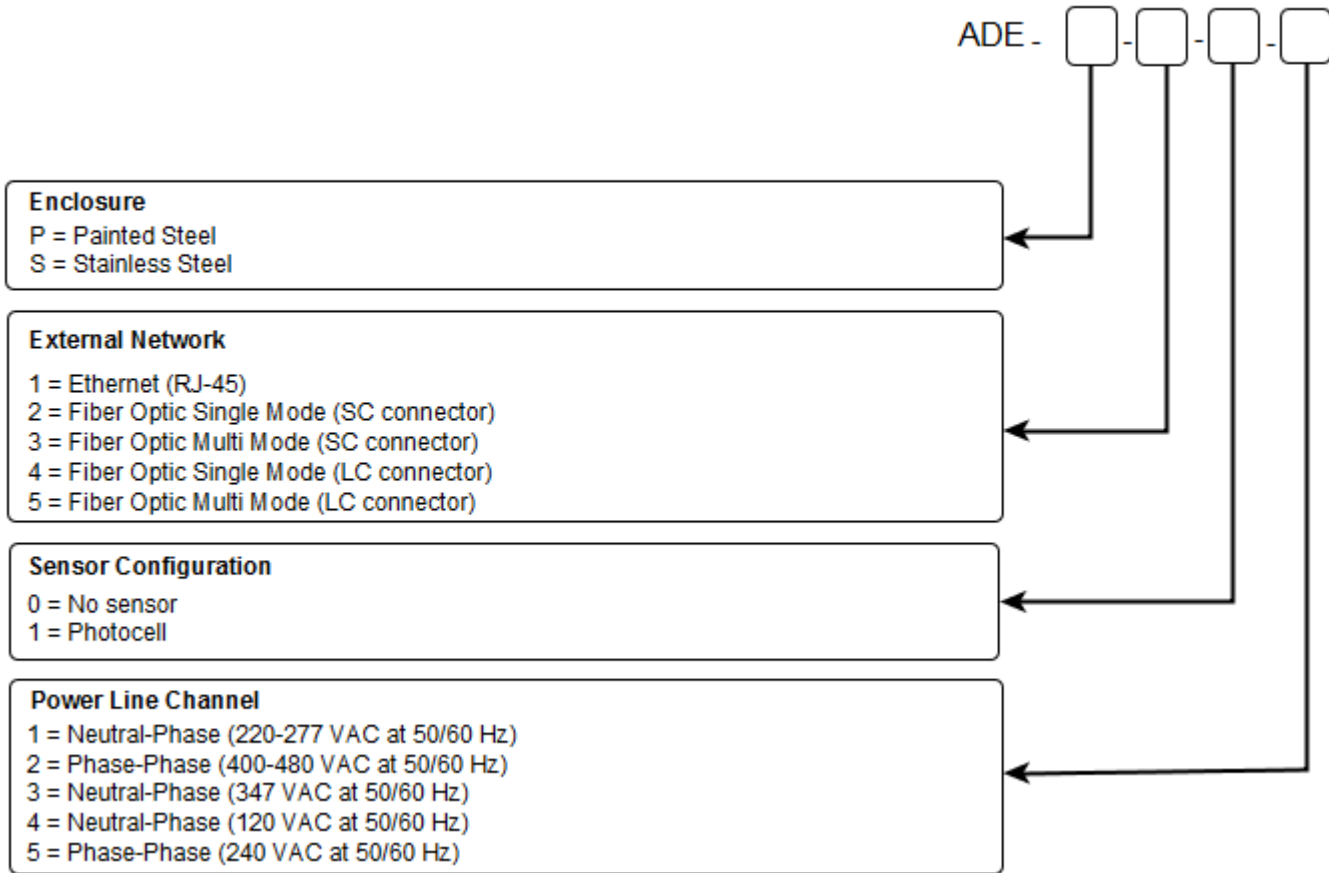 ADE - - - -
Enclosure
P = Painted Steel
S = Stainless Steel
External Network
1 = Ethernet (RJ-45)
2 = Fiber Optic Single Mode (SC connector)
3 = Fiber Optic Multi Mode (SC connector)
4 = Fiber Optic Single Mode (LC connector)
5 = Fiber Optic Multi Mode (LC connector)
Sensor Configuration
0 = No sensor
1 = Photocell
Power Line Channel
1 = Neutral-Phase (220-277 VAC at 50/60 Hz)
2 = Phase-Phase (400-480 VAC at 50/60 Hz)
3 = Neutral-Phase (347 VAC at 50/60 Hz)
4 = Neutral-Phase (120 VAC at 50/60 Hz)
5 = Phase-Phase (240 VAC at 50/60 Hz)